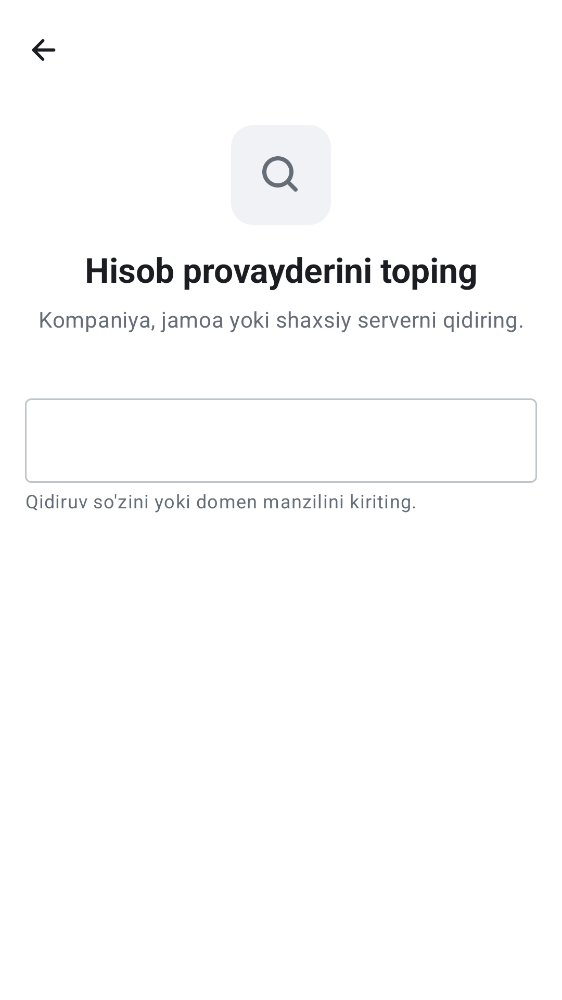 Hisob provayderini toping
Kompaniya, jamoa yoki shaxsiy serverni qidiring.
Qidiruv so'zini yoki domen manzilini kiriting.